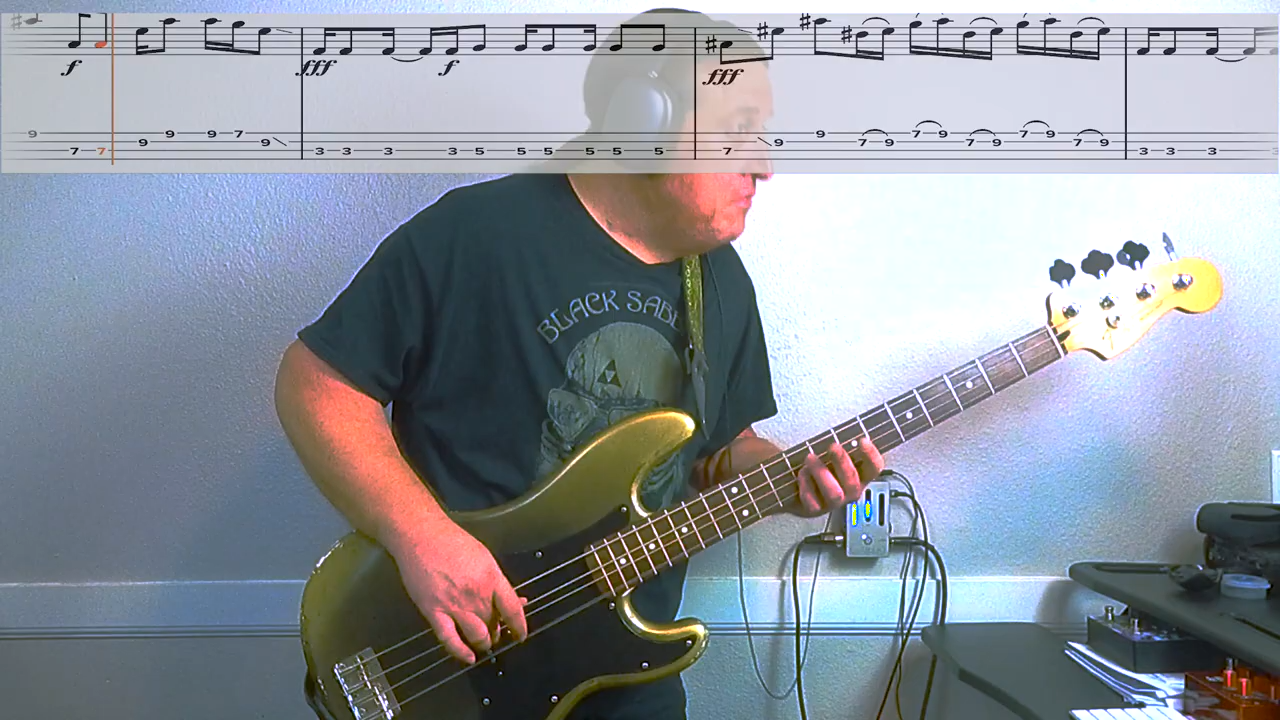 f fff f fff
9 9 9 7 7 9 9 7 9 7 9
9 9 9 7 9 7 9 7 9
7 7 3 3 3 3 5 5 5 5 5 5 7 3 3 3 3
BLACK SAB